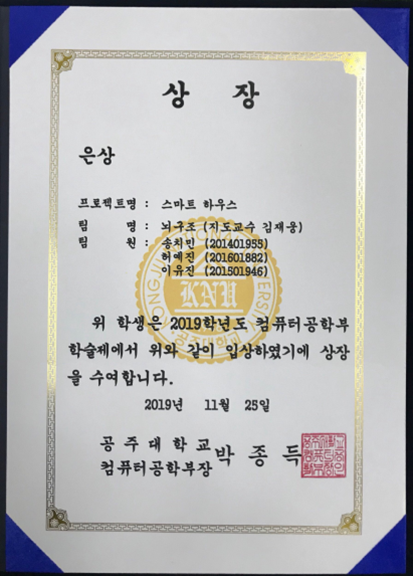 상 장
은상
프로젝트명 : 스마트 하우스
팀 명 : 뇌구조 (지도교수 김재웅)
팀 원 : 송치민 (201401955)
허예진 (201601882)
이유진 (201501946)
KNU
공주대학교
위 학생은 2019학년도 컴퓨터공학부
학술제에서 위와 같이 입상하였기에 상장
을 수여합니다.
2019년 11월 25일
공주대학교
컴퓨터공학부장 박종득